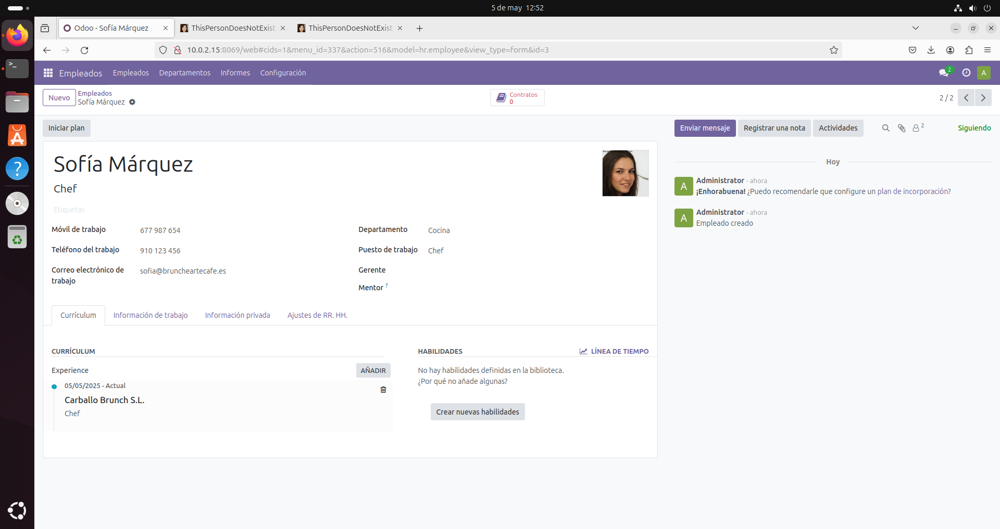 5 de may 12:52
Odoo - Sofía Márquez
ThisPersonDoesNotExist
ThisPersonDoesNotExist
10.0.2.15:8069/web#cids=1&menu_id=337&action=516&model=hr.employee&view_type=form&id=3
Empleados
Empleados
Departamentos
Informes
Configuración
2
A
Nuevo
Empleados
Sofía Márquez
Contratos
0
2 / 2
Iniciar plan
Enviar mensaje
Registrar una nota
Actividades
2
Siguiendo
Sofía Márquez
Chef
Etiquetas
Móvil de trabajo
677 987 654
Teléfono del trabajo
910 123 456
Correo electrónico de trabajo
sofia@bruncheartecafe.es
Departamento
Cocina
Puesto de trabajo
Chef
Gerente
Mentor ?
Currículum
Información de trabajo
Información privada
Ajustes de RR. HH.
CURRÍCULUM
Experience
AÑADIR
05/05/2025 - Actual
Carballo Brunch S.L.
Chef
HABILIDADES
LÍNEA DE TIEMPO
No hay habilidades definidas en la biblioteca.
¿Por qué no añade algunas?
Crear nuevas habilidades
Hoy
A
Administrator - ahora
¡Enhorabuena! ¿Puedo recomendarle que configure un plan de incorporación?
A
Administrator - ahora
Empleado creado